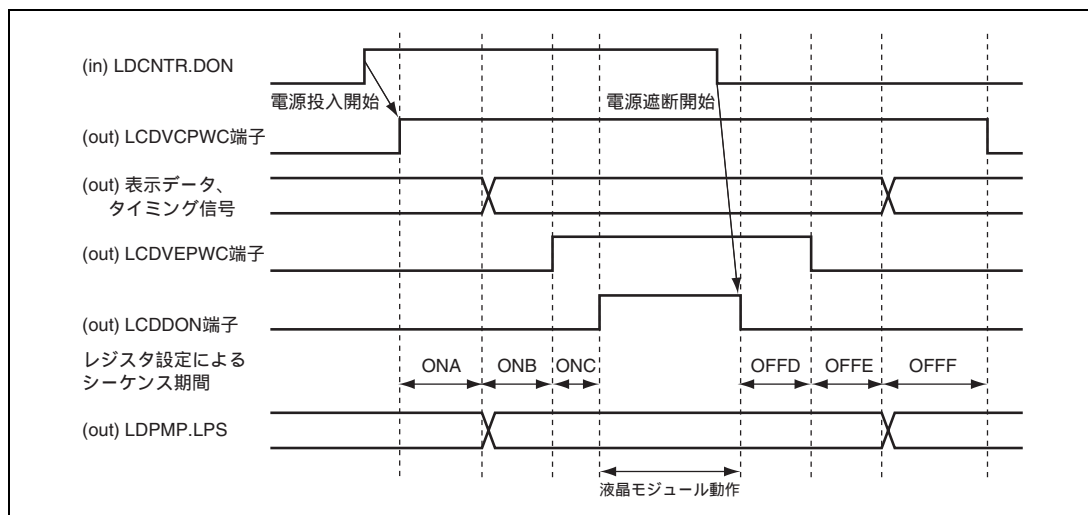 (in) LDCNTR.DON
電源投入開始
電源遮断開始
(out) LCDVCPWC端子
(out) 表示データ、
タイミング信号
(out) LCDVEPWC端子
(out) LCDDON端子
レジスタ設定による
シーケンス期間
ONA
ONB
ONC
OFFD
OFFE
OFFF
(out) LDPMP.LPS
液晶モジュール動作